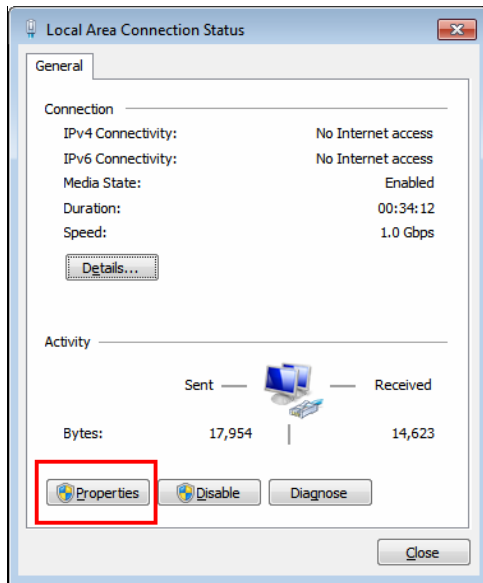 Local Area Connection Status
General
Connection
IPv4 Connectivity: No Internet access
IPv6 Connectivity: No Internet access
Media State: Enabled
Duration: 00:34:12
Speed: 1.0 Gbps
Details...
Activity
Sent Received
Bytes: 17,954 14,623
Properties Disable Diagnose
Close